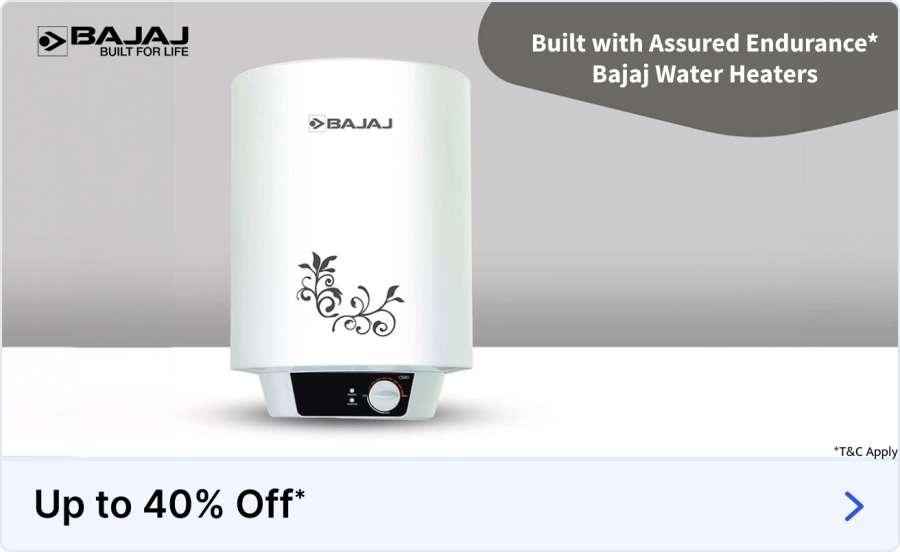 BAJAJ
BUILT FOR LIFE
Built with Assured Endurance*
Bajaj Water Heaters
BAJAJ
*T&C Apply
Up to 40% Off*